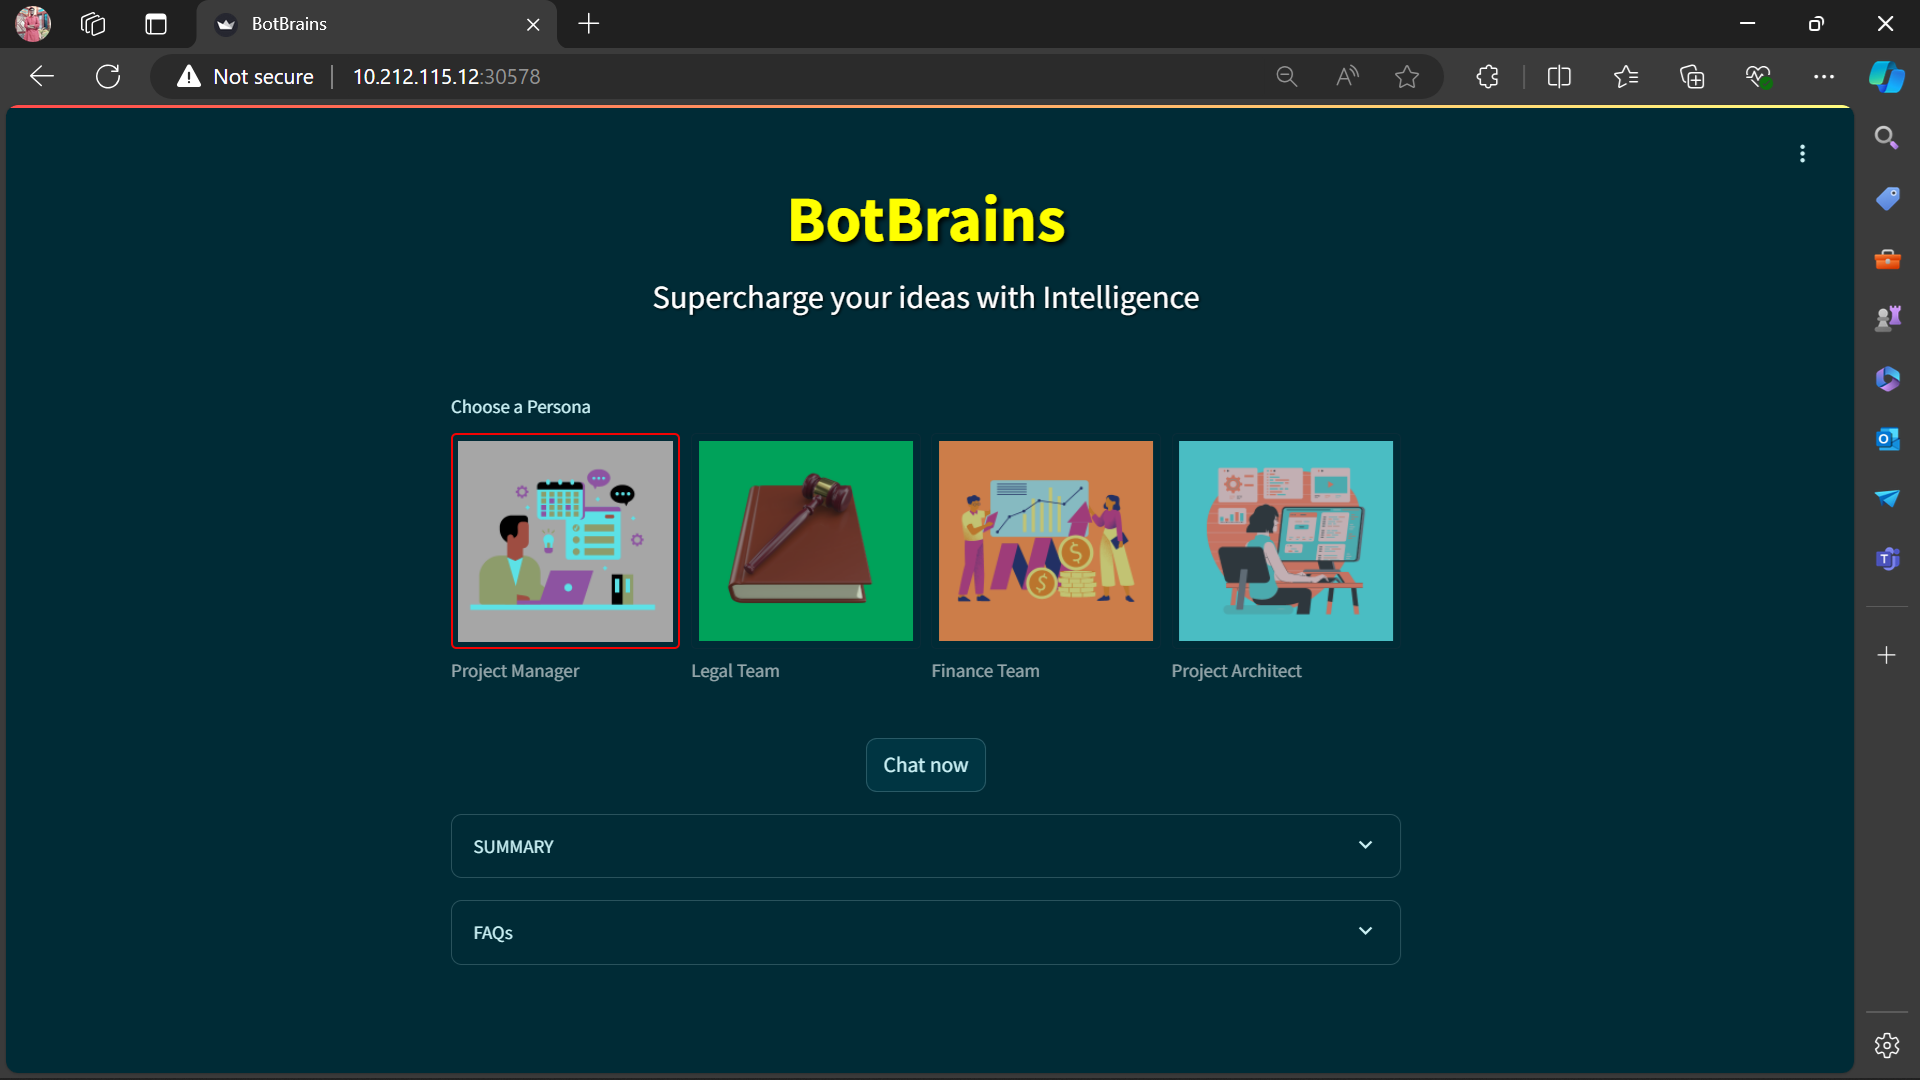 BotBrains
Not secure
10.212.115.12:30578
BotBrains
Supercharge your ideas with Intelligence
Choose a Persona
Project Manager
Legal Team
Finance Team
Project Architect
Chat now
SUMMARY
FAQs